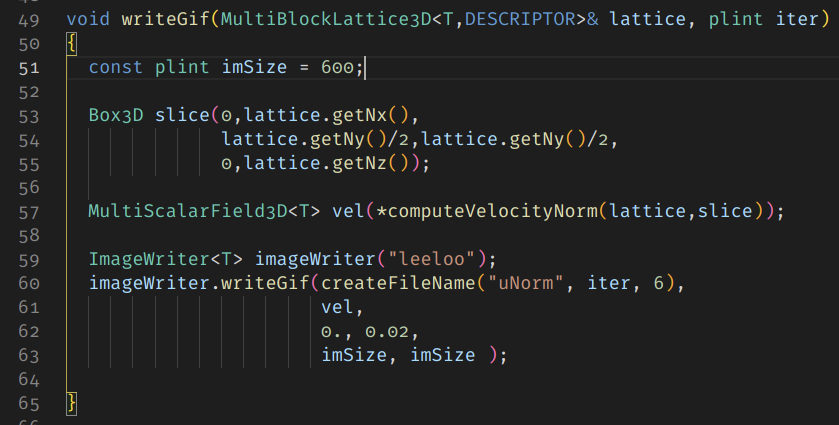 49 void writeGif(MultiBlockLattice3D<T,DESCRIPTOR>& lattice, plint iter)
50 {
51 const plint imSize = 600;
52
53 Box3D slice(0,lattice.getNx(),
54 lattice.getNy()/2,lattice.getNy()/2,
55 0,lattice.getNz());
56
57 MultiScalarField3D<T> vel(*computeVelocityNorm(lattice,slice));
58
59 ImageWriter<T> imageWriter("leeloo");
60 imageWriter.writeGif(createFileName("uNorm", iter, 6),
61 vel,
62 0., 0.02,
63 imSize, imSize );
64
65 }